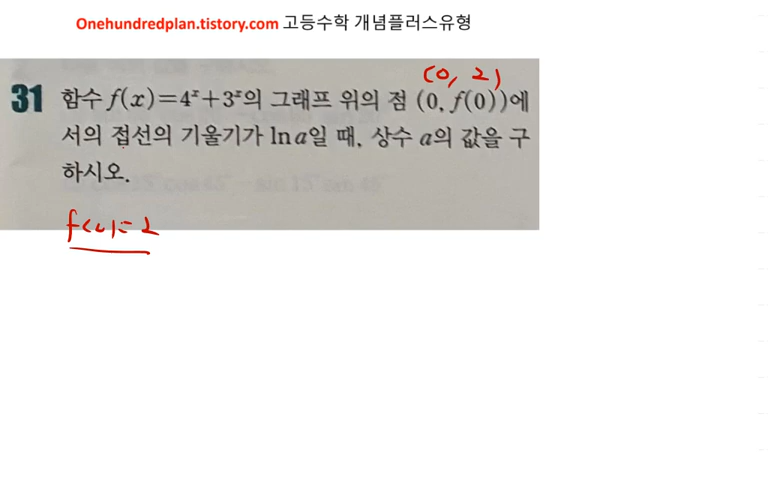 Onehundredplan.tistory.com 고등수학 개념플러스유형
(0, 2)
31 함수 f(x)=4ˣ+3ˣ의 그래프 위의 점 (0, f(0))에
서의 접선의 기울기가 ln a일 때, 상수 a의 값을 구
하시오.
f(0)=2